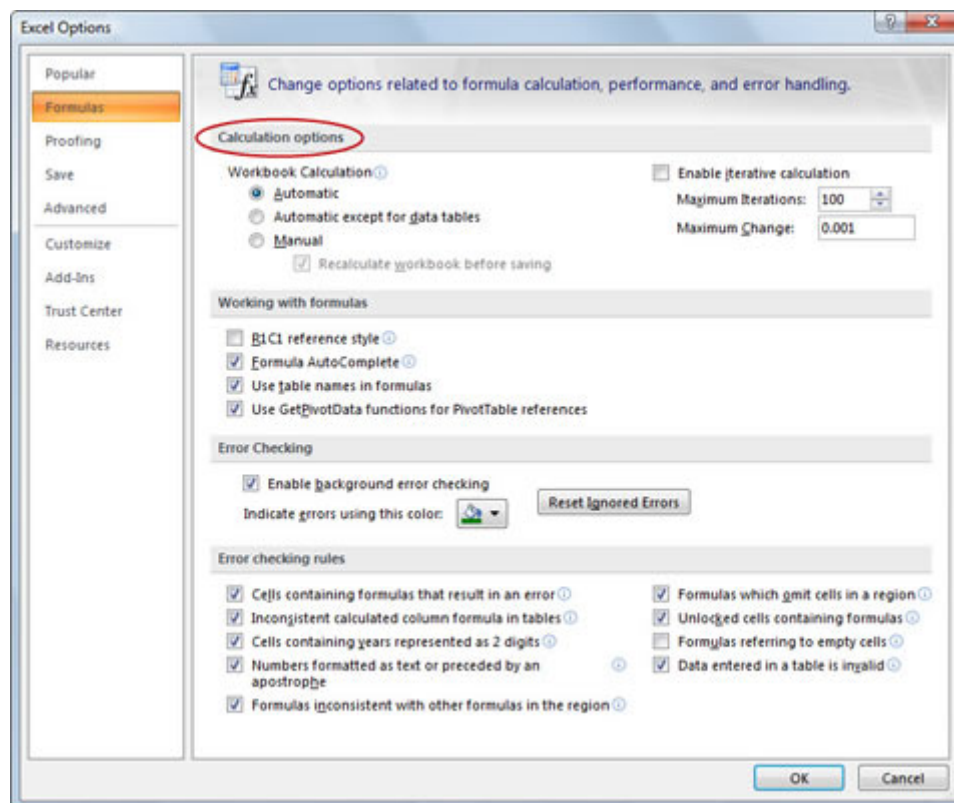 Excel Options
Popular
Formulas
Proofing
Save
Advanced
Customize
Add-Ins
Trust Center
Resources
Change options related to formula calculation, performance, and error handling.
Calculation options
Workbook Calculation
Automatic
Automatic except for data tables
Manual
Recalculate workbook before saving
Enable iterative calculation
Maximum Iterations: 100
Maximum Change: 0.001
Working with formulas
R1C1 reference style
Formula AutoComplete
Use table names in formulas
Use GetPivotData functions for PivotTable references
Error Checking
Enable background error checking
Indicate errors using this color:
Reset Ignored Errors
Error checking rules
Cells containing formulas that result in an error
Inconsistent calculated column formula in tables
Cells containing years represented as 2 digits
Numbers formatted as text or preceded by an
apostrophe
Formulas inconsistent with other formulas in the region
Formulas which omit cells in a region
Unlocked cells containing formulas
Formulas referring to empty cells
Data entered in a table is invalid
OK
Cancel